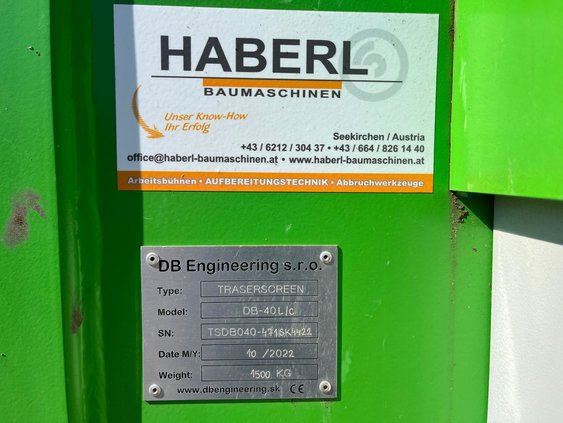 HABERL
BAUMASCHINEN
Unser Know-How
Ihr Erfolg
Seekirchen / Austria
+43 / 6212 / 304 37 • +43 / 664 / 826 14 40
office@haberl-baumaschinen.at • www.haberl-baumaschinen.at
Arbeitsbühnen • AUFBEREITUNGSTECHNIK • Abbruchwerkzeuge
DB Engineering s.r.o.
Type: TRASERSCREEN
Model: DB-40L/C
SN:
Date M/Y: 10 /2022
Weight: 1500 KG
www.dbengineering.sk CE